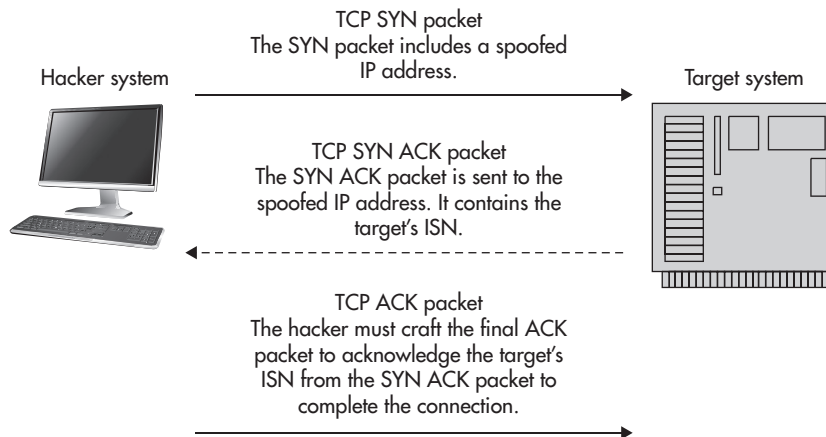 TCP SYN packet
The SYN packet includes a spoofed
IP address.
Hacker system
Target system
TCP SYN ACK packet
The SYN ACK packet is sent to the
spoofed IP address. It contains the
target's ISN.
TCP ACK packet
The hacker must craft the final ACK
packet to acknowledge the target's
ISN from the SYN ACK packet to
complete the connection.